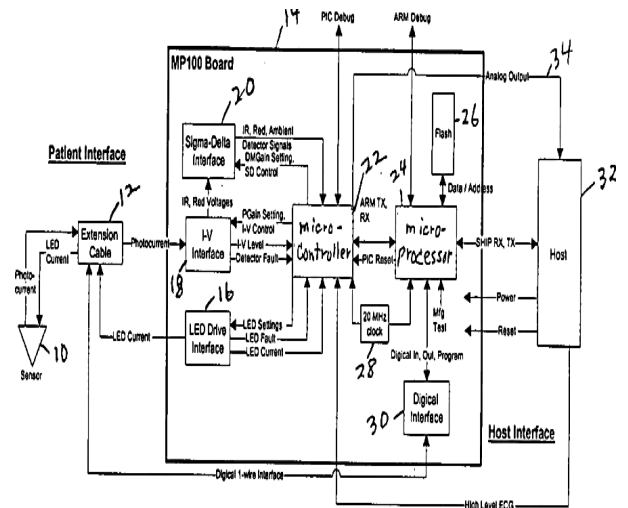 PIC Debug
ARM Debug
14
34
MP100 Board
Analog Output
20
26
Sigma-Delta
Interface
IR, Red, Ambient
Detector Signals
DMGain Setting,
SD Control
Flash
Patient Interface
22
24
32
12
IR, Red Voltages
ARM TX,
RX
Data / Address
Extension
Cable
LED
Current
Photocurrent
I-V
Interface
18
PGain Setting,
I-V Control
I-V Level
Detector Fault
micro-
Controller
PIC Reset
micro-
Processor
SHIP RX, TX
Host
Photo-
current
16
LED Drive
Interface
LED Current
LED Settings
LED Fault
LED Current
20 MHz
clock
28
Mfg
Test
Power
Reset
10
Sensor
Digical In, Out, Program
30
Digical
Interface
Host Interface
Digical 1-wire Interface
High Level ECG